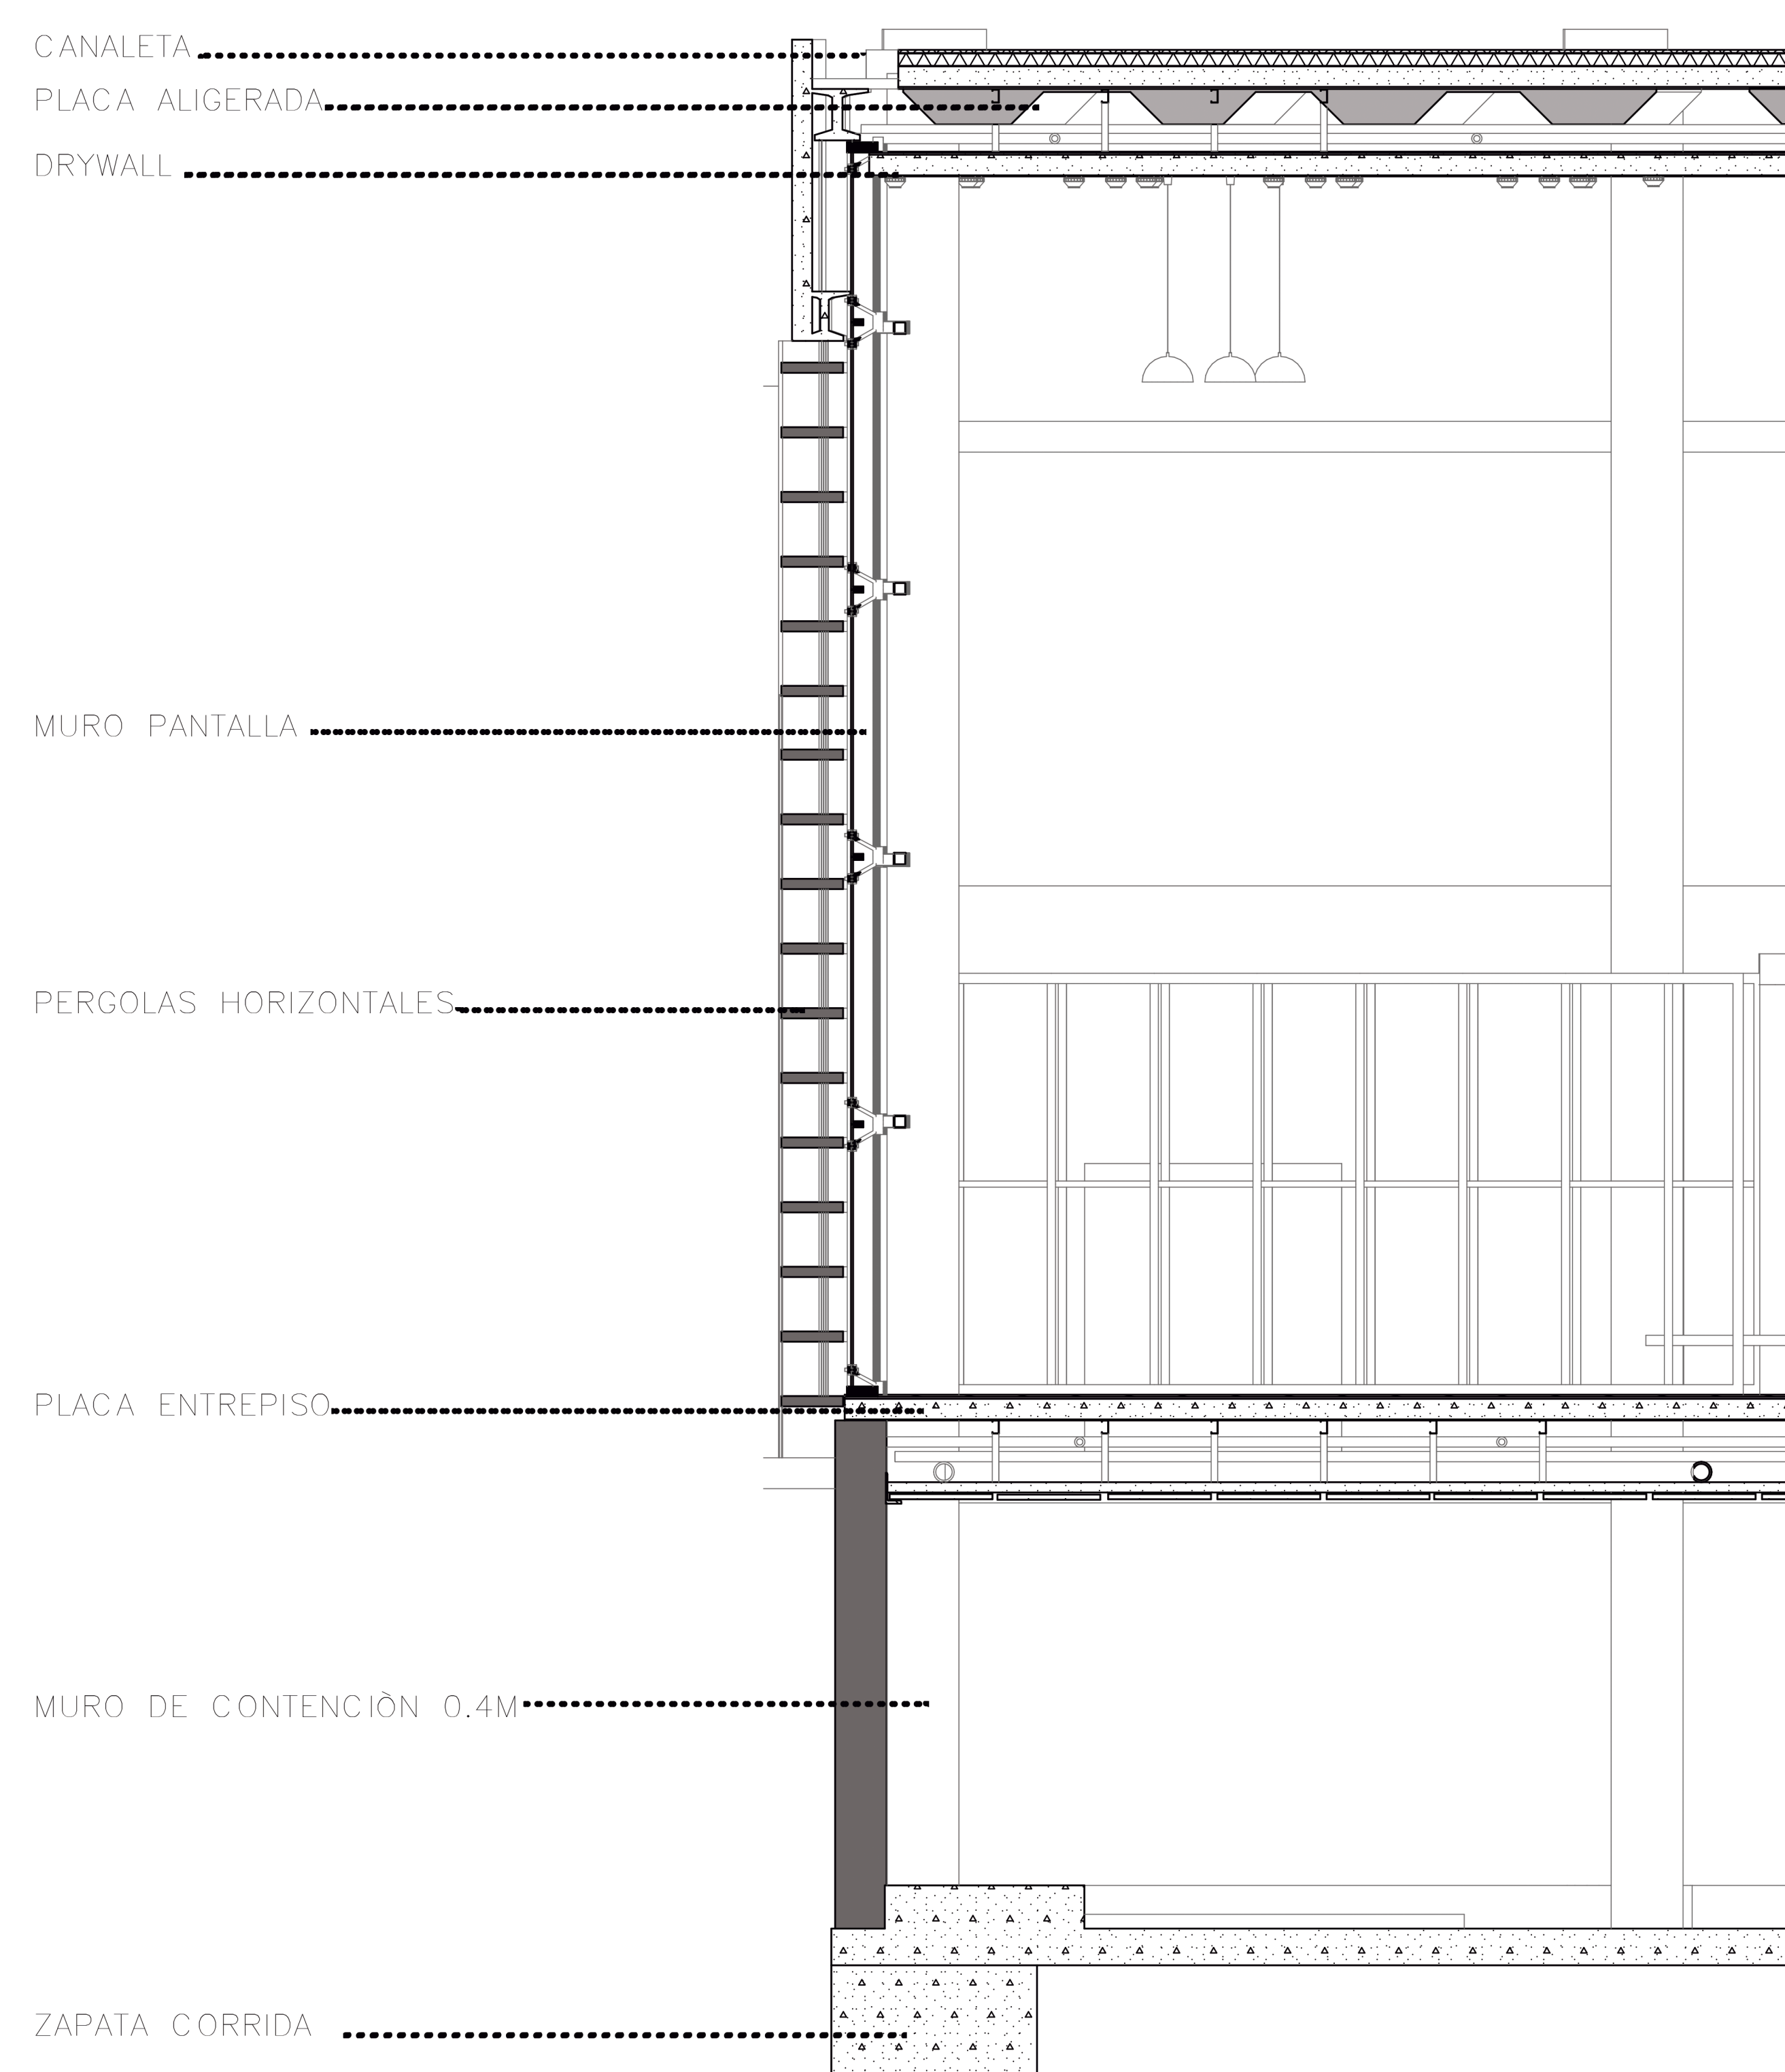 CANALETA
PLACA ALIGERADA
DRYWALL
MURO PANTALLA
PERGOLAS HORIZONTALES
PLACA ENTREPISO
MURO DE CONTENCIÒN 0.4M
ZAPATA CORRIDA